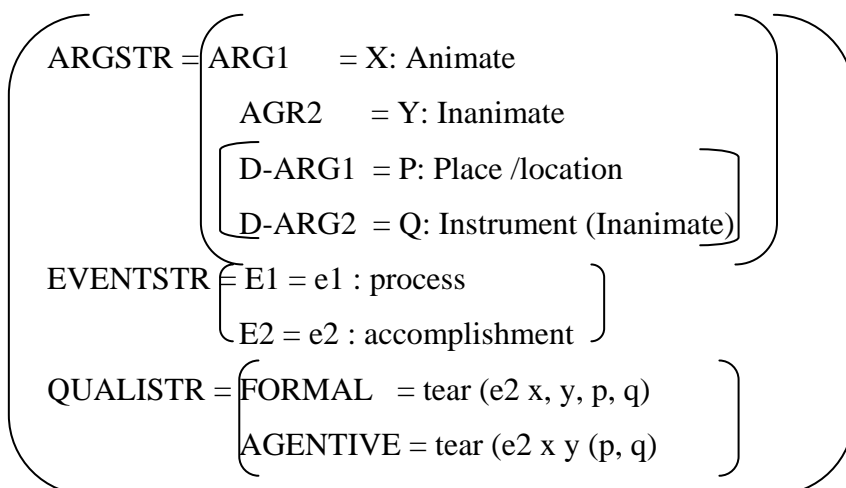 ARGSTR = ARG1 = X: Animate
AGR2 = Y: Inanimate
D-ARG1 = P: Place /location
D-ARG2 = Q: Instrument (Inanimate)
EVENTSTR = E1 = e1 : process
E2 = e2 : accomplishment
QUALISTR = FORMAL = tear (e2 x, y, p, q)
AGENTIVE = tear (e2 x y (p, q)